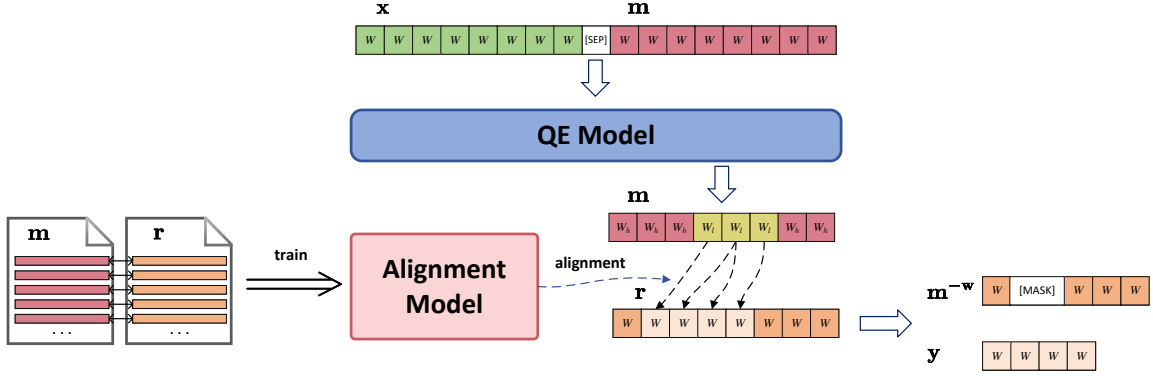 x m
W W W W W W W W [SEP] W W W W W W W W
QE Model
m
W_h W_h W_h W_l W_l W_l W_h W_h
m r
train
Alignment
Model
alignment
. . . . . .
r
W W W W W W W W
m^{-w} W [MASK] W W W
y W W W W